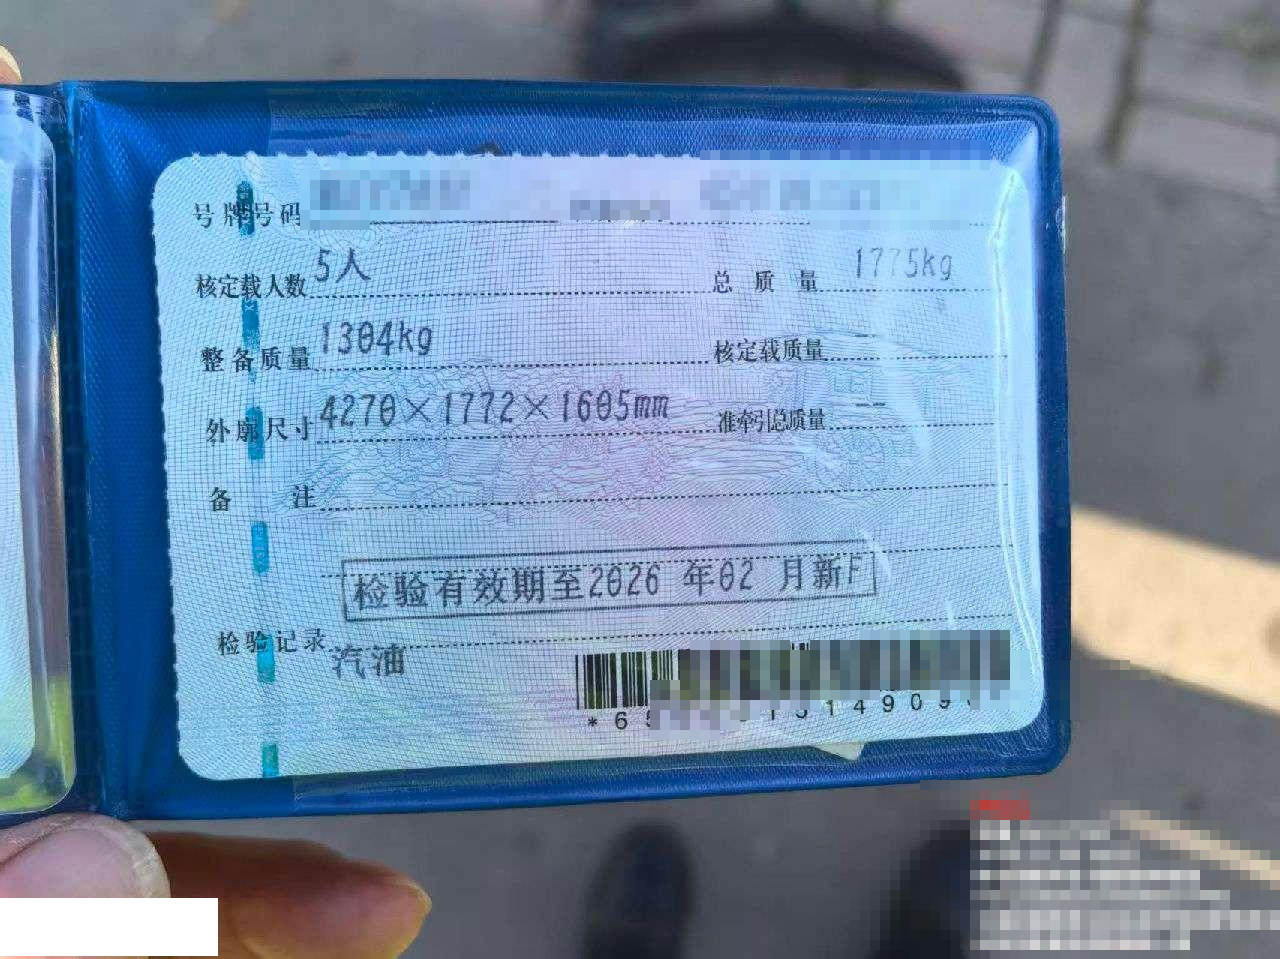 号牌号码
核定载人数 5人 总质量 1775kg
整备质量 1304kg 核定载质量 --
外廓尺寸 4270×1772×1605mm 准牵引总质量 --
备注
检验有效期至2026 年02 月新F
检验记录
汽油